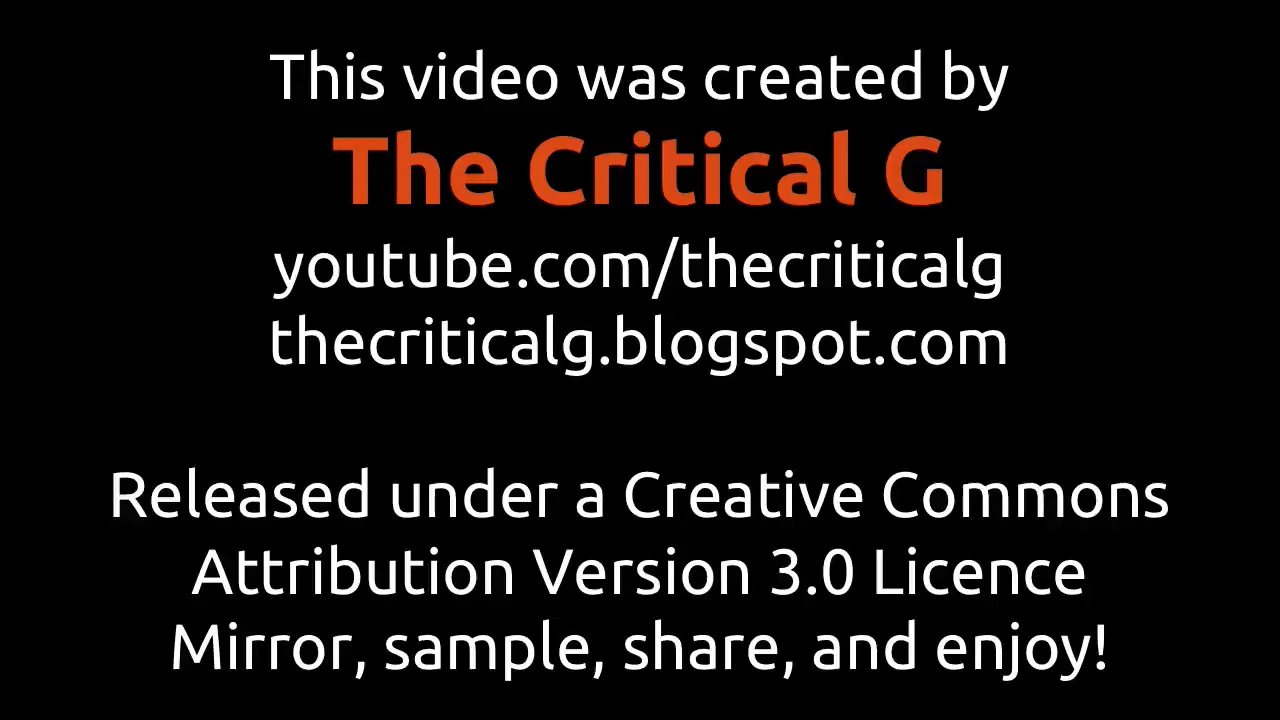 This video was created by
The Critical G
youtube.com/thecriticalg
thecriticalg.blogspot.com
Released under a Creative Commons
Attribution Version 3.0 Licence
Mirror, sample, share, and enjoy!